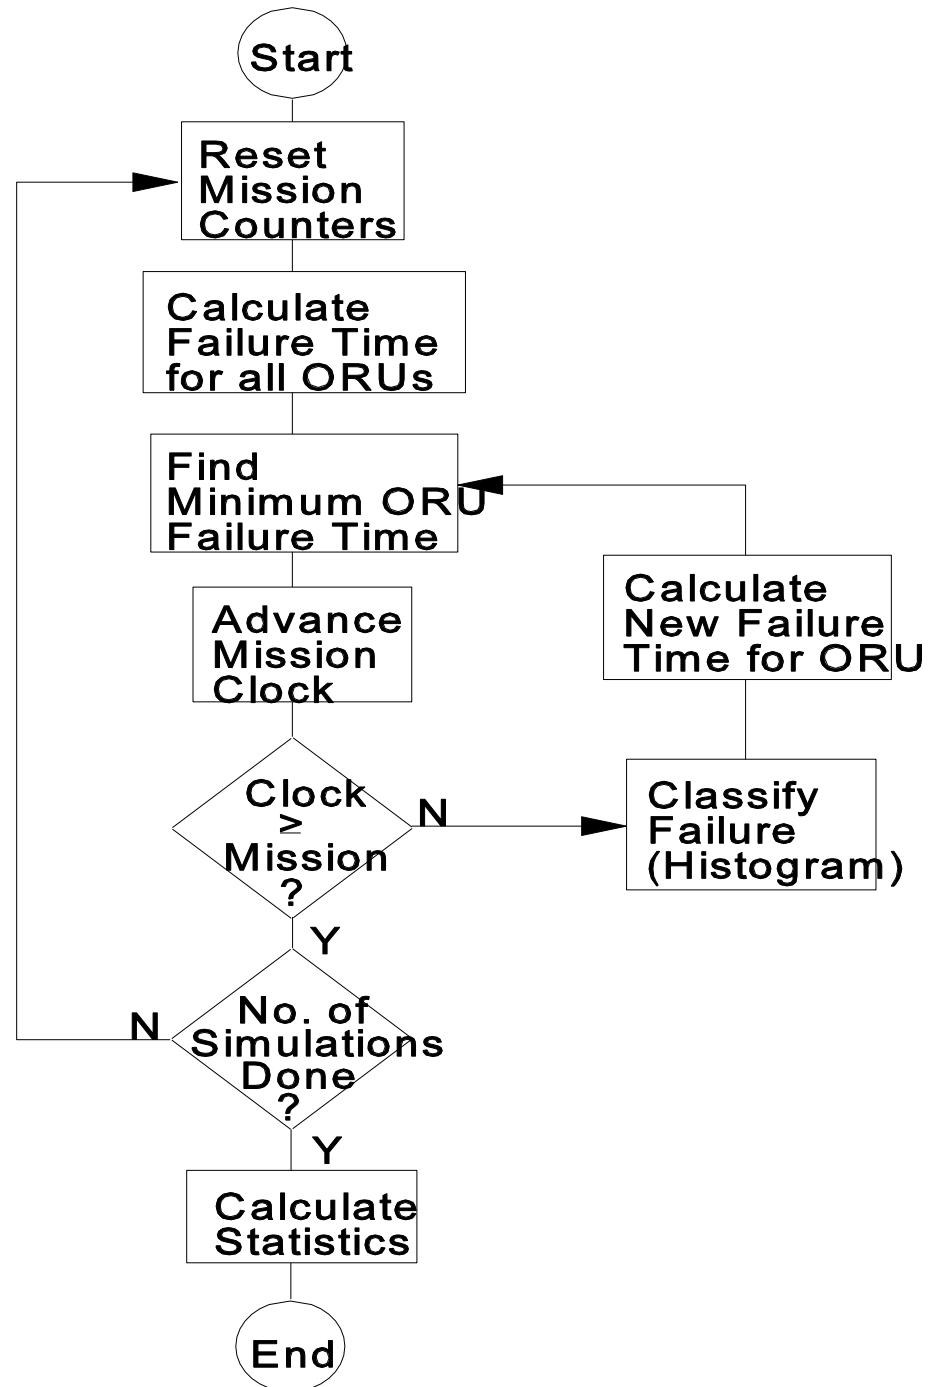 Start
Reset
Mission
Counters
Calculate
Failure Time
for all ORUs
Find
Minimum ORU
Failure Time
Advance
Mission
Clock
Clock
≥
Mission
?
N
Classify
Failure
(Histogram)
Calculate
New Failure
Time for ORU
Y
No. of
Simulations
Done
?
N
Y
Calculate
Statistics
End